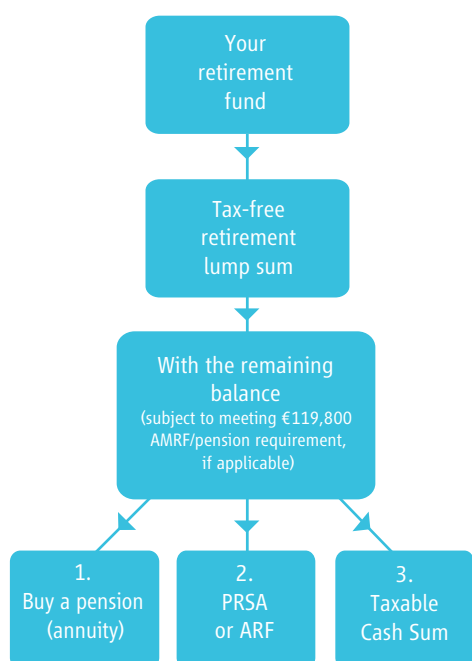 Your
retirement
fund
Tax-free
retirement
lump sum
With the remaining
balance
(subject to meeting €119,800
AMRF/pension requirement,
if applicable)
1.
Buy a pension
(annuity)
2.
PRSA
or ARF
3.
Taxable
Cash Sum